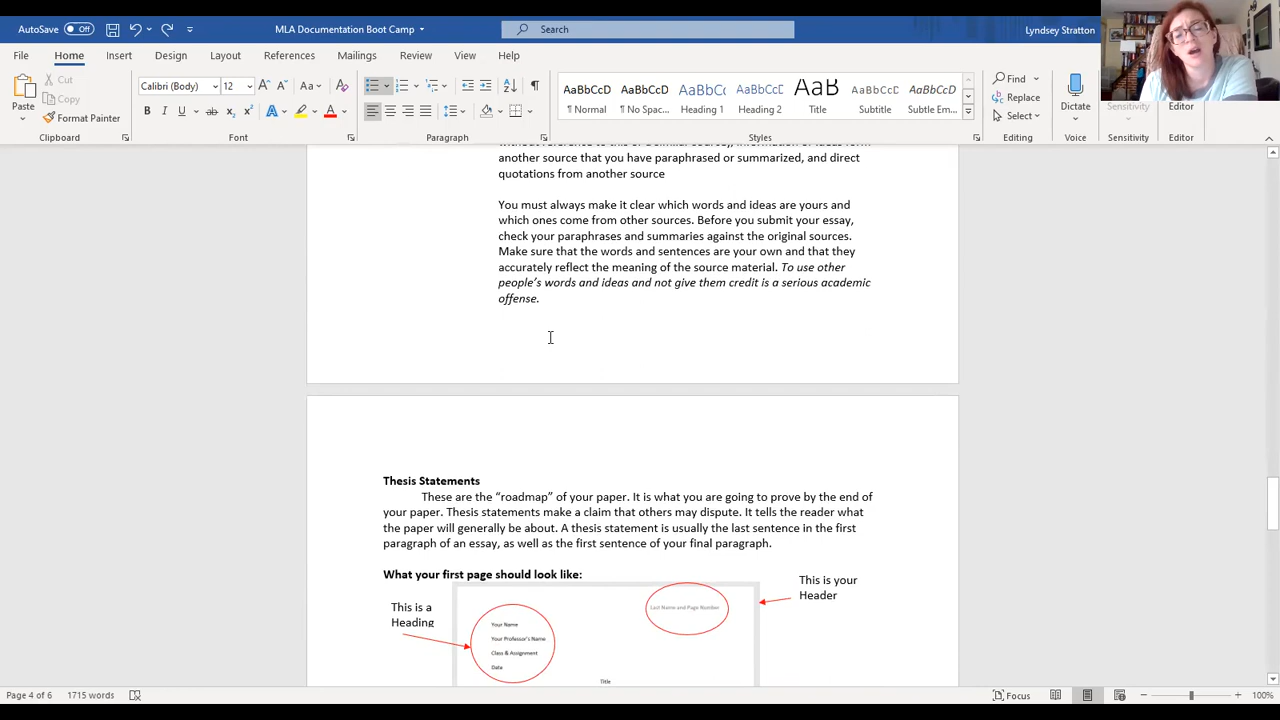 AutoSave Off
MLA Documentation Boot Camp
Search
Lyndsey Stratton
File Home Insert Design Layout References Mailings Review View Help
Paste
Cut
Copy
Format Painter
Clipboard
Calibri (Body) 12
Font
Paragraph
AaBbCcD AaBbCcD AaBbCc AaBbCcD AaB AaBbCcD AaBbCcD
¶ Normal ¶ No Spac... Heading 1 Heading 2 Title Subtitle Subtle Em...
Styles
Find
Replace
Select
Editing
Dictate
Voice
Sensitivity
Sensitivity
Editor
Editor
another source that you have paraphrased or summarized, and direct
quotations from another source
You must always make it clear which words and ideas are yours and
which ones come from other sources. Before you submit your essay,
check your paraphrases and summaries against the original sources.
Make sure that the words and sentences are your own and that they
accurately reflect the meaning of the source material. To use other
people's words and ideas and not give them credit is a serious academic
offense.
Thesis Statements
These are the “roadmap” of your paper. It is what you are going to prove by the end of
your paper. Thesis statements make a claim that others may dispute. It tells the reader what
the paper will generally be about. A thesis statement is usually the last sentence in the first
paragraph of an essay, as well as the first sentence of your final paragraph.
What your first page should look like:
This is your
Header
This is a
Heading
Last Name and Page Number
Your Name
Your Professor's Name
Class & Assignment
Date
Title
Page 4 of 6 1715 words
Focus
100%